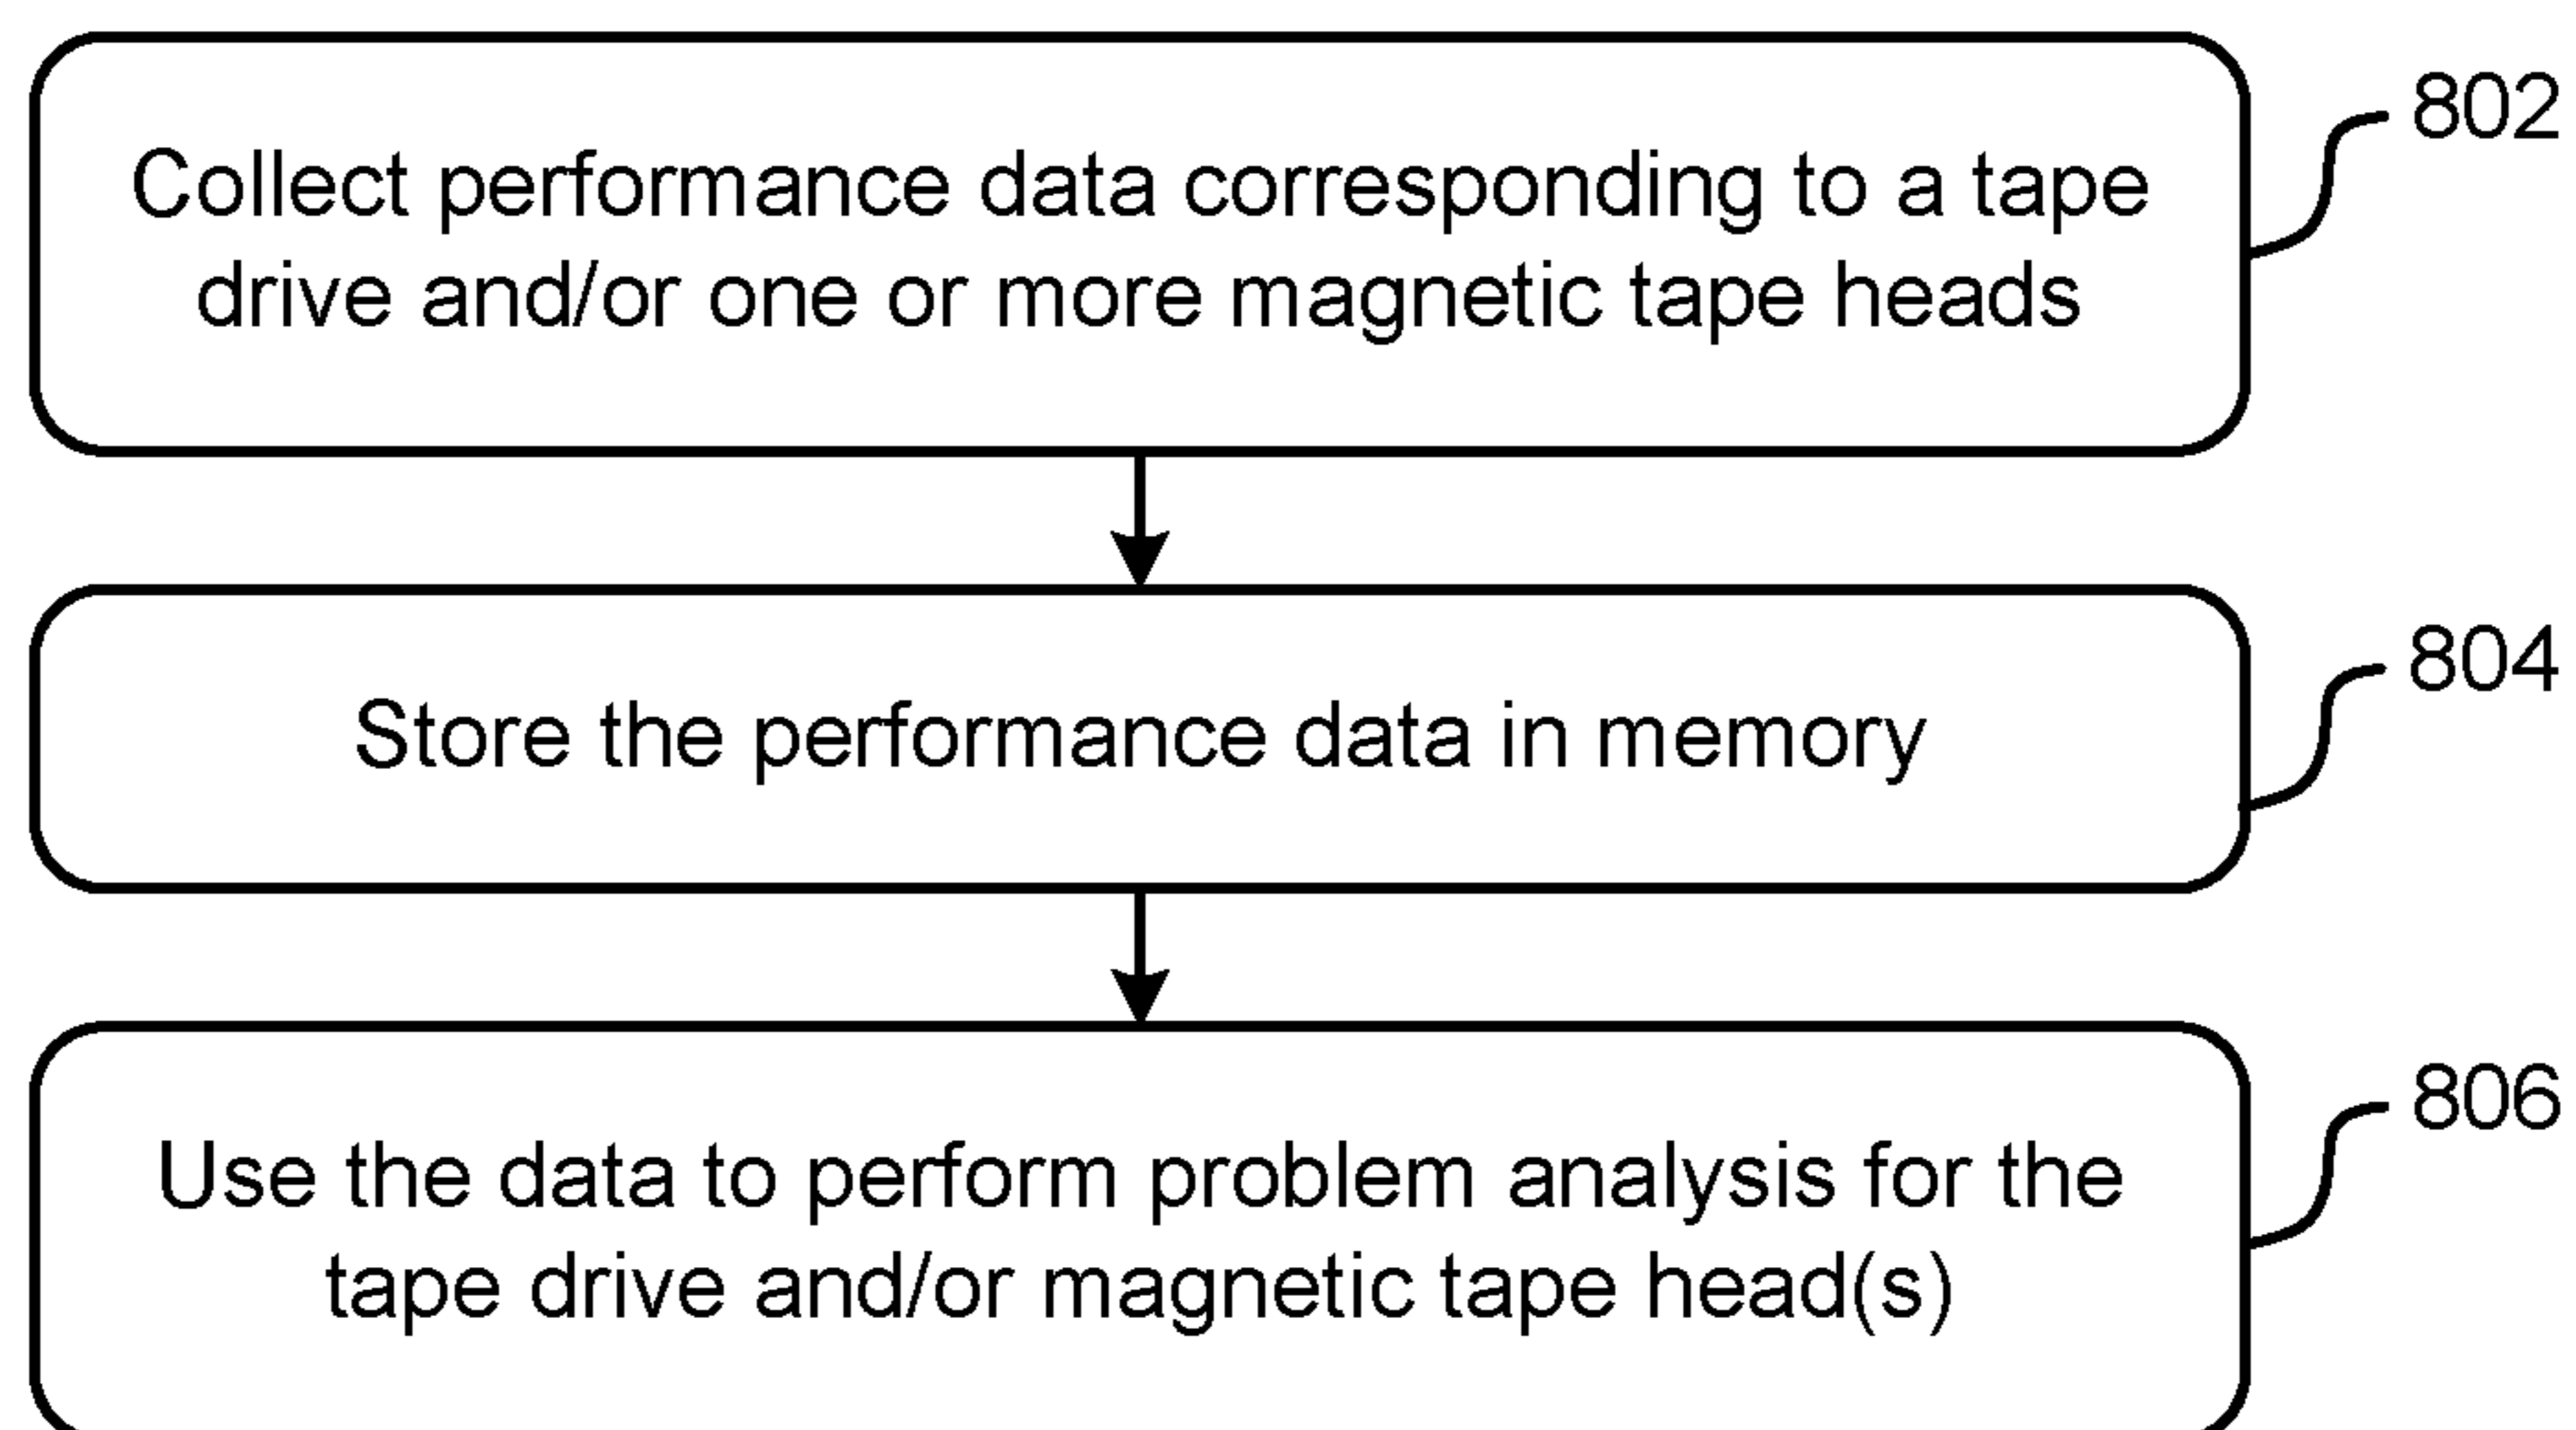 Collect performance data corresponding to a tape
drive and/or one or more magnetic tape heads
802
Store the performance data in memory
804
Use the data to perform problem analysis for the
tape drive and/or magnetic tape head(s)
806